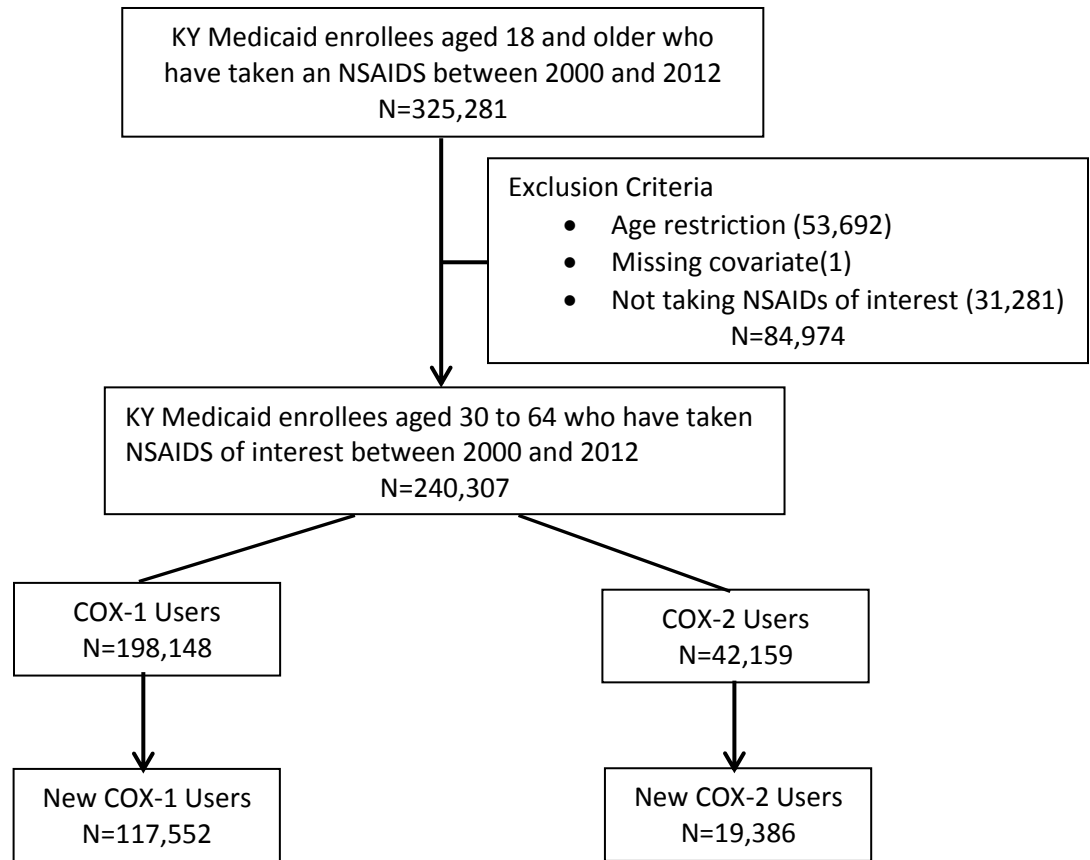 KY Medicaid enrollees aged 18 and older who
have taken an NSAIDS between 2000 and 2012
N=325,281
Exclusion Criteria
• Age restriction (53,692)
• Missing covariate(1)
• Not taking NSAIDs of interest (31,281)
N=84,974
KY Medicaid enrollees aged 30 to 64 who have taken
NSAIDS of interest between 2000 and 2012
N=240,307
COX-1 Users
N=198,148
COX-2 Users
N=42,159
New COX-1 Users
N=117,552
New COX-2 Users
N=19,386